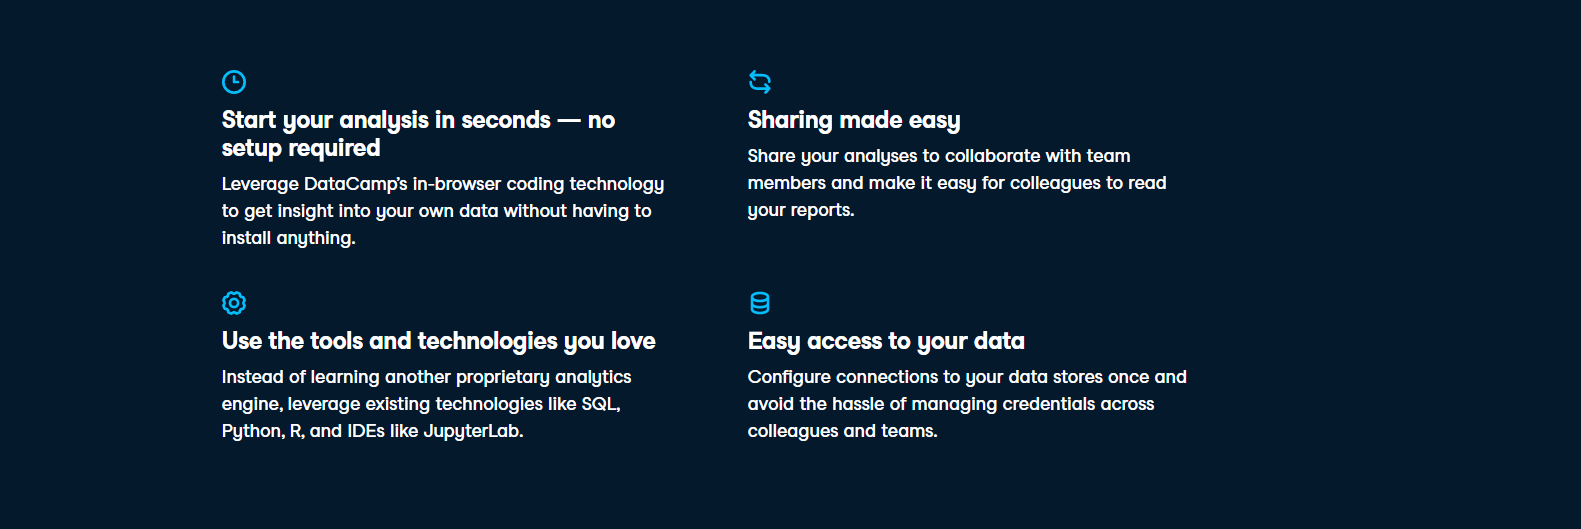 Start your analysis in seconds — no
setup required
Leverage DataCamp's in-browser coding technology
to get insight into your own data without having to
install anything.
Sharing made easy
Share your analyses to collaborate with team
members and make it easy for colleagues to read
your reports.
Use the tools and technologies you love
Instead of learning another proprietary analytics
engine, leverage existing technologies like SQL,
Python, R, and IDEs like JupyterLab.
Easy access to your data
Configure connections to your data stores once and
avoid the hassle of managing credentials across
colleagues and teams.